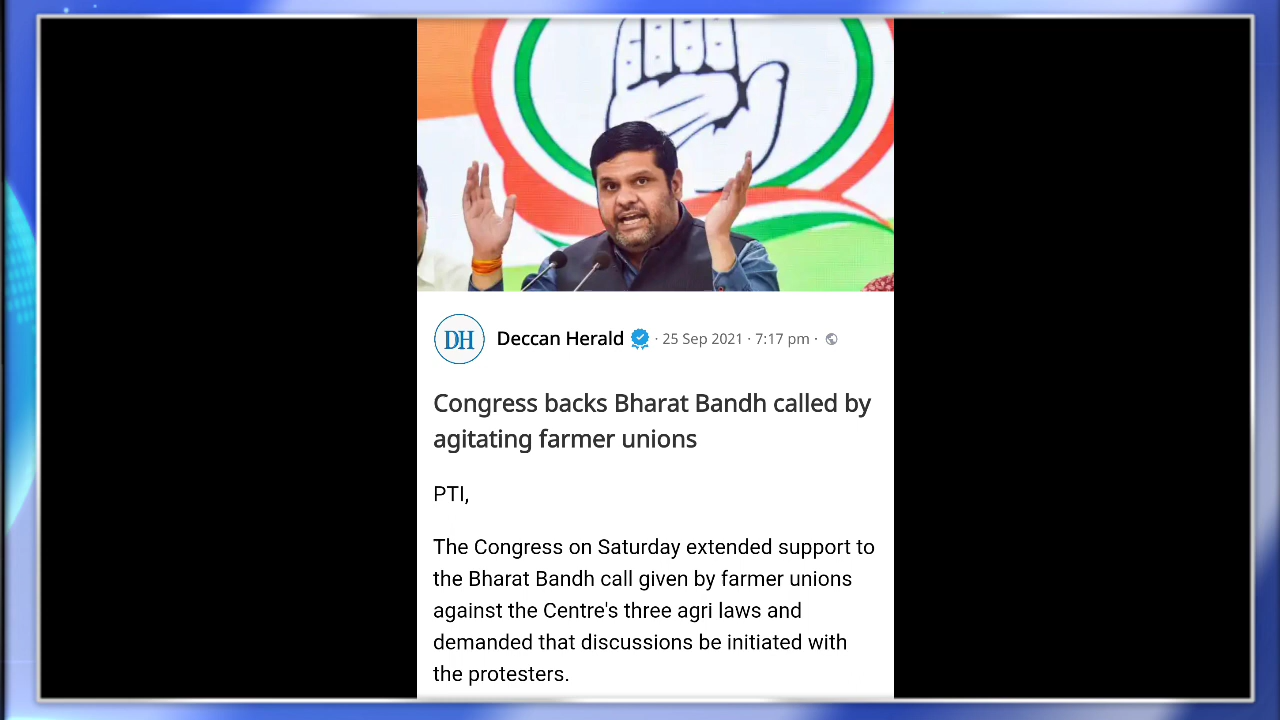 DH
Deccan Herald · 25 Sep 2021 · 7:17 pm ·
Congress backs Bharat Bandh called by
agitating farmer unions
PTI,
The Congress on Saturday extended support to
the Bharat Bandh call given by farmer unions
against the Centre's three agri laws and
demanded that discussions be initiated with
the protesters.